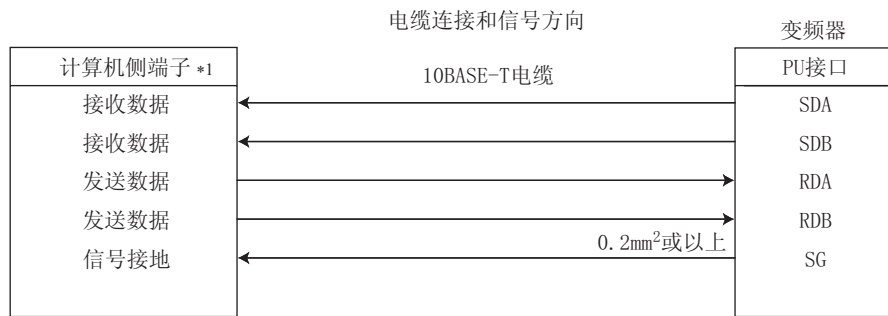 电缆连接和信号方向
变频器
计算机侧端子 *1
10BASE-T电缆
PU接口
接收数据
SDA
接收数据
SDB
发送数据
RDA
发送数据
RDB
0.2mm²或以上
信号接地
SG